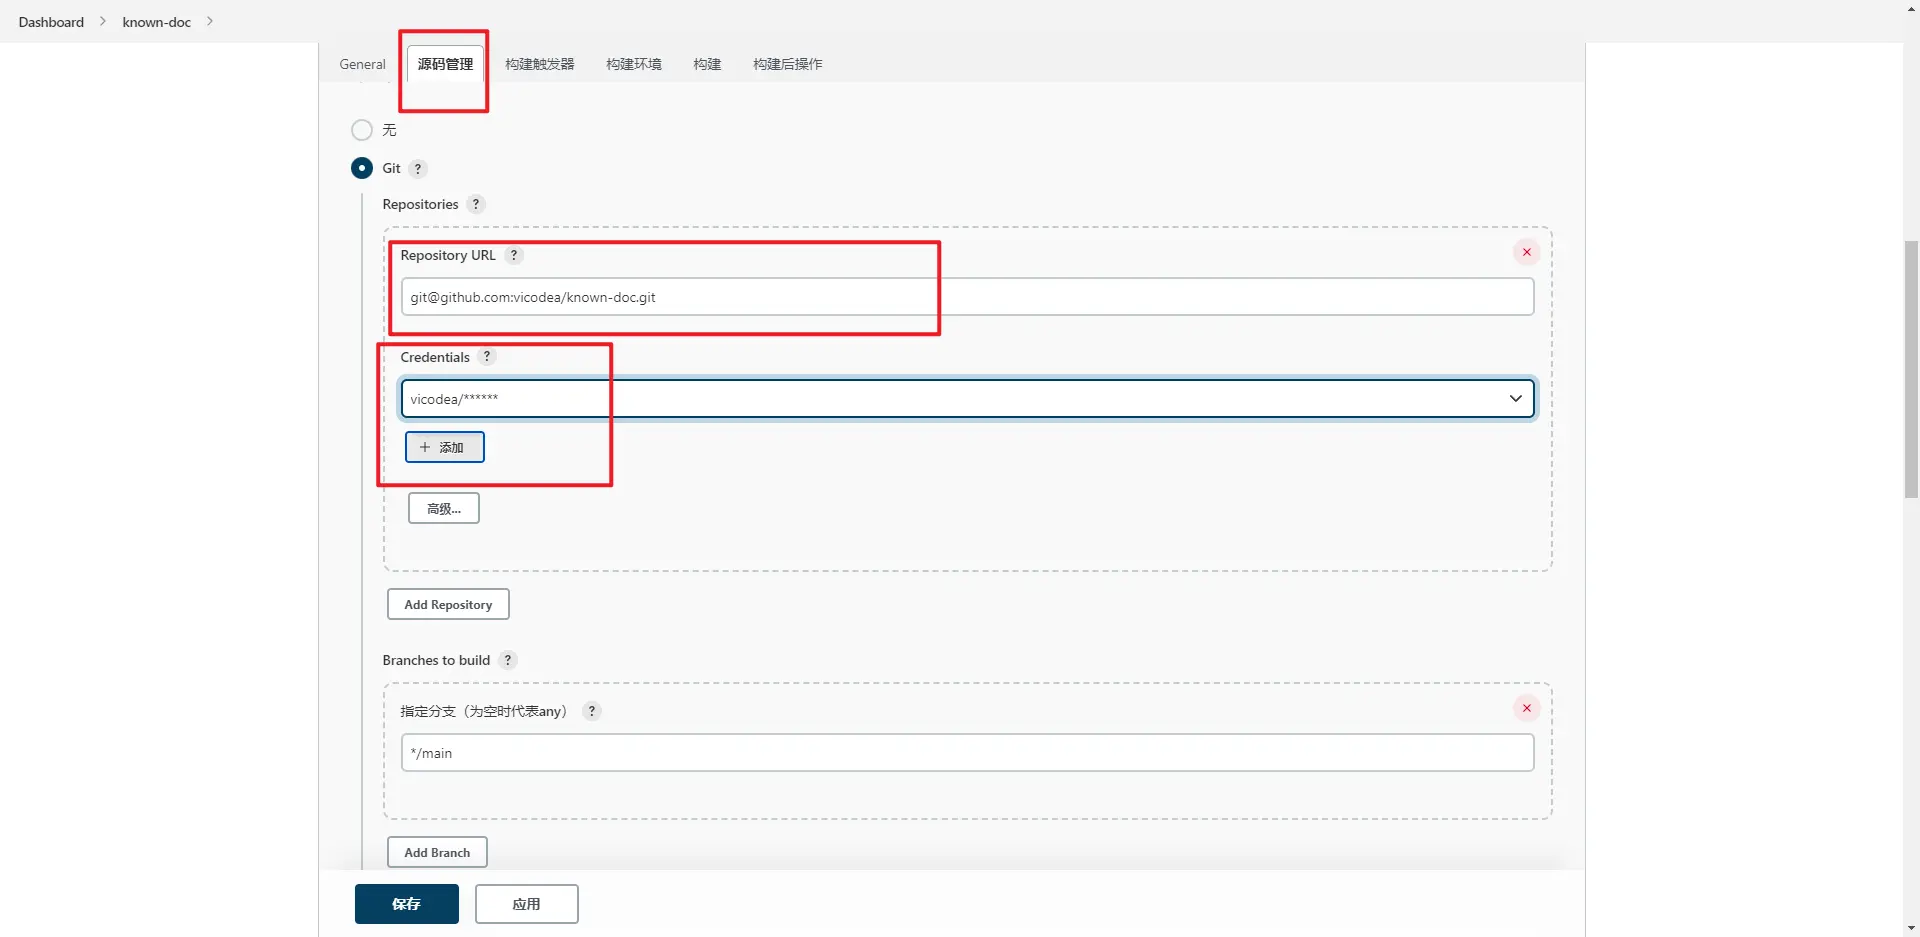 Dashboard > known-doc >
General 源码管理 构建触发器 构建环境 构建 构建后操作
无
Git ?
Repositories ?
Repository URL ?
git@github.com:vicodea/known-doc.git
Credentials ?
vicodea/******
+ 添加
高级...
Add Repository
Branches to build ?
指定分支（为空时代表any） ?
*/main
Add Branch
保存 应用